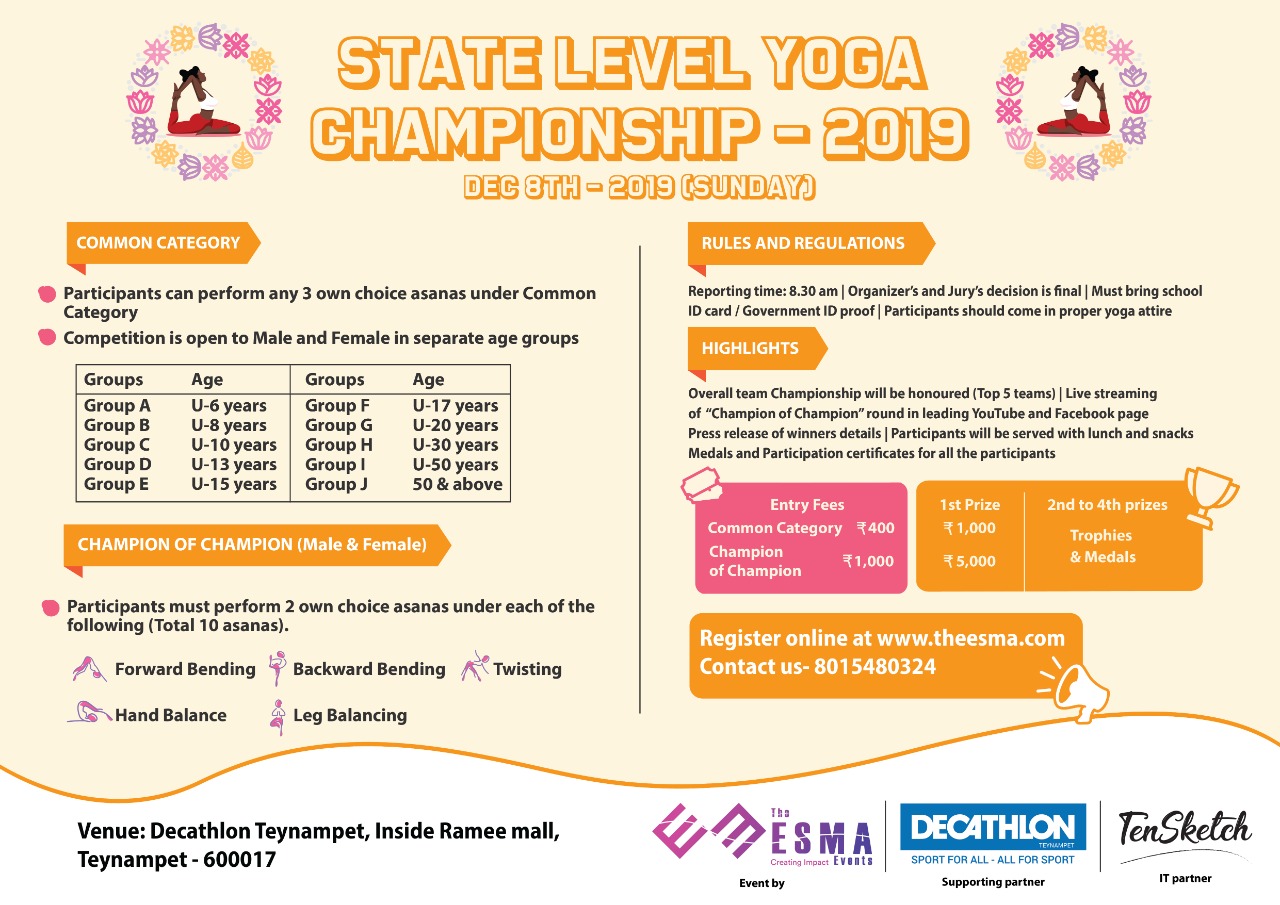 STATE LEVEL YOGA
CHAMPIONSHIP - 2019
DEC 8TH - 2019 (SUNDAY)
COMMON CATEGORY
Participants can perform any 3 own choice asanas under Common
Category
Competition is open to Male and Female in separate age groups
Groups Age Groups Age
Group A U-6 years Group F U-17 years
Group B U-8 years Group G U-20 years
Group C U-10 years Group H U-30 years
Group D U-13 years Group I U-50 years
Group E U-15 years Group J 50 & above
CHAMPION OF CHAMPION (Male & Female)
Participants must perform 2 own choice asanas under each of the
following (Total 10 asanas).
Forward Bending Backward Bending Twisting
Hand Balance Leg Balancing
RULES AND REGULATIONS
Reporting time: 8.30 am | Organizer's and Jury's decision is final | Must bring school
ID card / Government ID proof | Participants should come in proper yoga attire
HIGHLIGHTS
Overall team Championship will be honoured (Top 5 teams) | Live streaming
of "Champion of Champion" round in leading YouTube and Facebook page
Press release of winners details | Participants will be served with lunch and snacks
Medals and Participation certificates for all the participants
Entry Fees
Common Category ₹400
Champion
of Champion ₹1,000
1st Prize
₹1,000
₹5,000
2nd to 4th prizes
Trophies
& Medals
Register online at www.theesma.com
Contact us- 8015480324
Venue: Decathlon Teynampet, Inside Ramee mall,
Teynampet - 600017
The
ESMA
Creating Impact Events
Event by
DECATHLON
TEYNAMPET
SPORT FOR ALL - ALL FOR SPORT
Supporting partner
TenSketch
IT partner